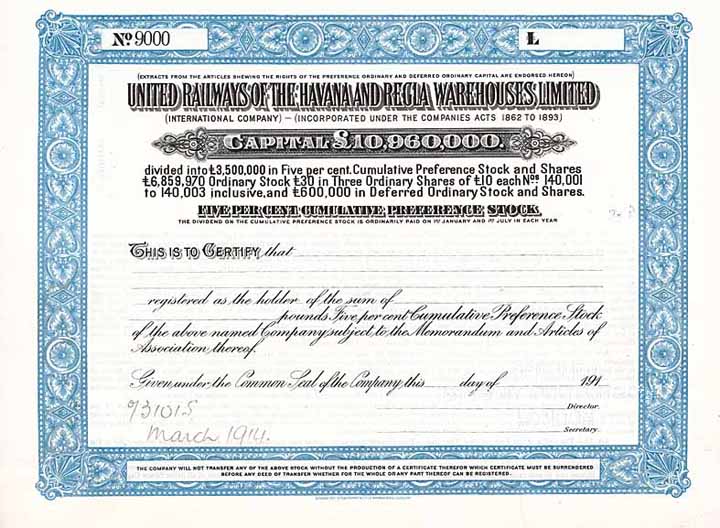 No 9000
£
(EXTRACTS FROM THE ARTICLES SHEWING THE RIGHTS OF THE PREFERENCE ORDINARY AND DEFERRED ORDINARY CAPITAL ARE ENDORSED HEREON)
UNITED RAILWAYS OF THE HAVANA AND REGLA WAREHOUSES, LIMITED
(INTERNATIONAL COMPANY) – (INCORPORATED UNDER THE COMPANIES ACTS 1862 TO 1893)
CAPITAL £10,960,000.
divided into £3,500,000 in Five per cent. Cumulative Preference Stock and Shares
£6,859,970 Ordinary Stock £30 in Three Ordinary Shares of £10 each Nos 140,001
to 140,003 inclusive, and £600,000 in Deferred Ordinary Stock and Shares.
FIVE PER CENT CUMULATIVE PREFERENCE STOCK.
THE DIVIDEND ON THE CUMULATIVE PREFERENCE STOCK IS ORDINARILY PAID ON 1ST JANUARY AND 1ST JULY IN EACH YEAR
THIS IS TO CERTIFY that
registered as the holder of the sum of
pounds Five per cent Cumulative Preference Stock
of the above named Company, subject, to the Memorandum and Articles of
Association, thereof.
Given, under the Common Seal of the Company, this day of 191
Director.
Secretary.
93101S
March 1914.
THE COMPANY WILL NOT TRANSFER ANY OF THE ABOVE STOCK WITHOUT THE PRODUCTION OF A CERTIFICATE THEREFOR WHICH CERTIFICATE MUST BE SURRENDERED
BEFORE ANY DEED OF TRANSFER WHETHER FOR THE WHOLE OR ANY PART THEREOF CAN BE REGISTERED.